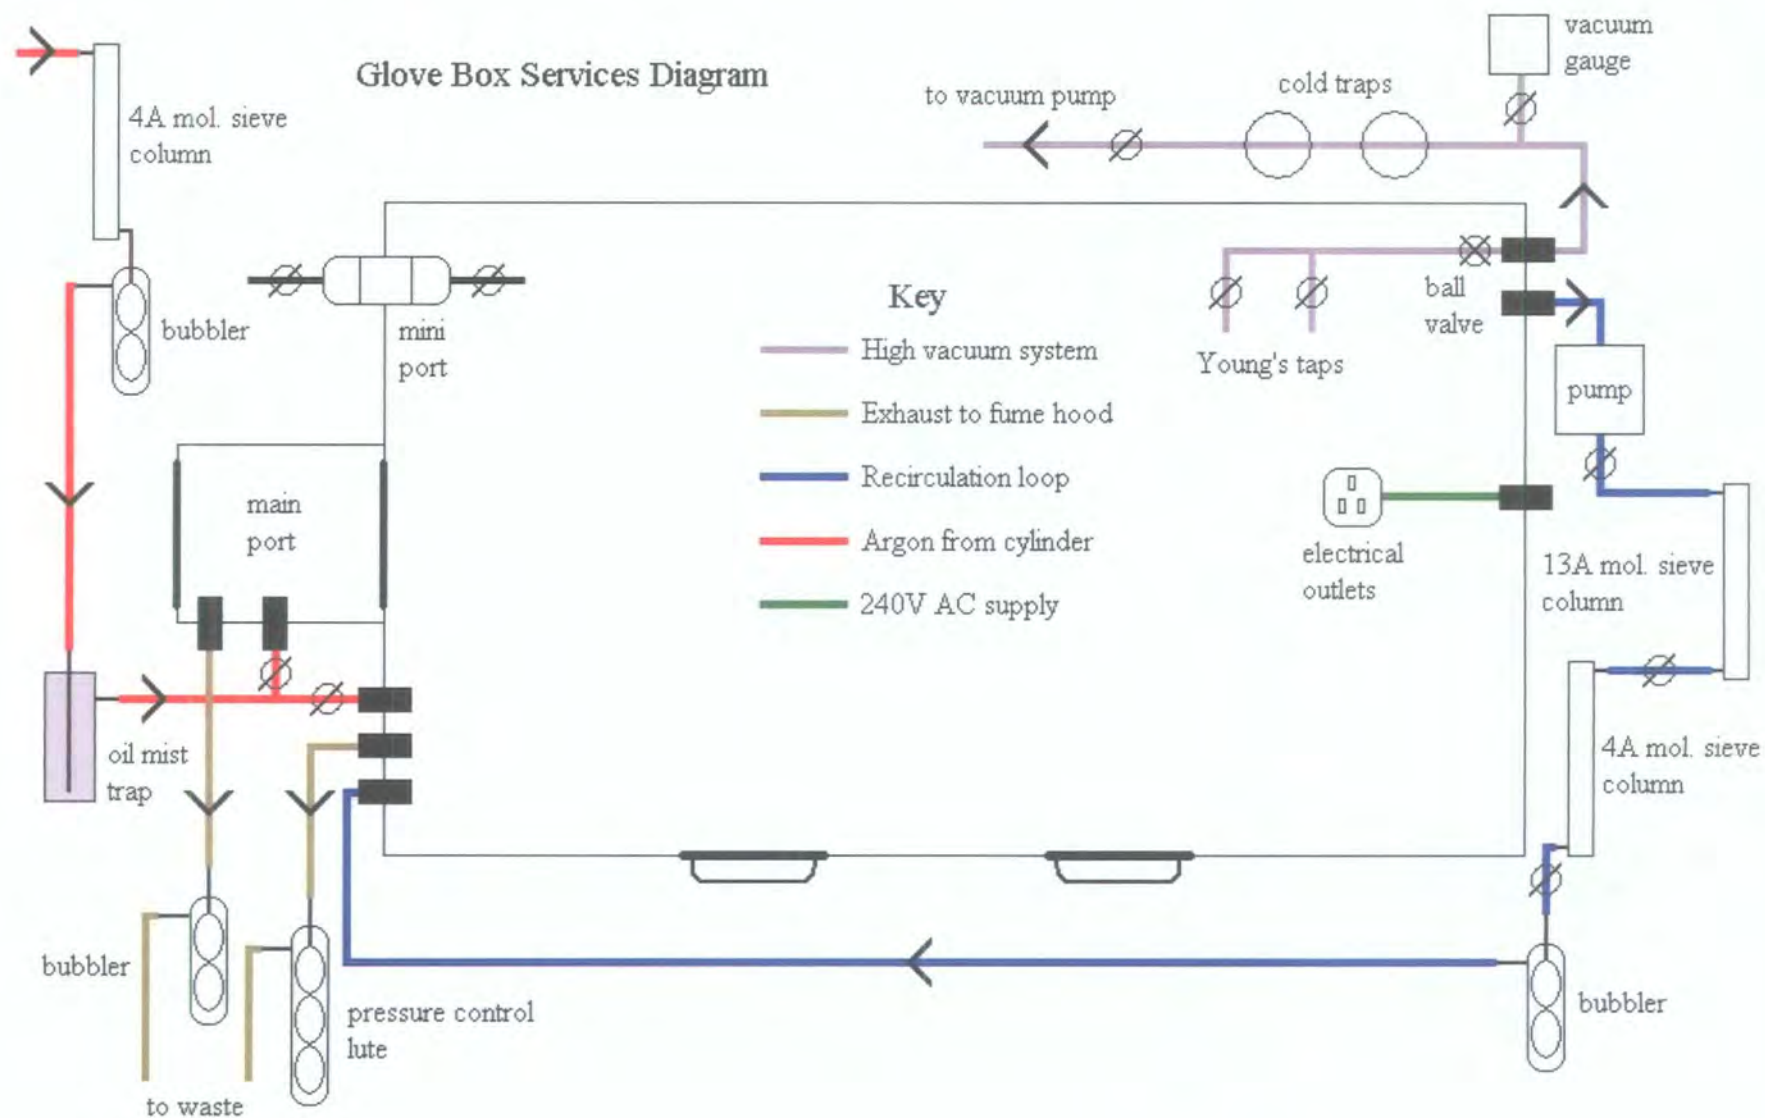 Glove Box Services Diagram
4A mol. sieve
column
bubbler
mini
port
main
port
oil mist
trap
bubbler
pressure control
lute
to waste
Key
High vacuum system
Exhaust to fume hood
Recirculation loop
Argon from cylinder
240V AC supply
to vacuum pump
cold traps
vacuum
gauge
ball
valve
Young's taps
pump
electrical
outlets
13A mol. sieve
column
4A mol. sieve
column
bubbler